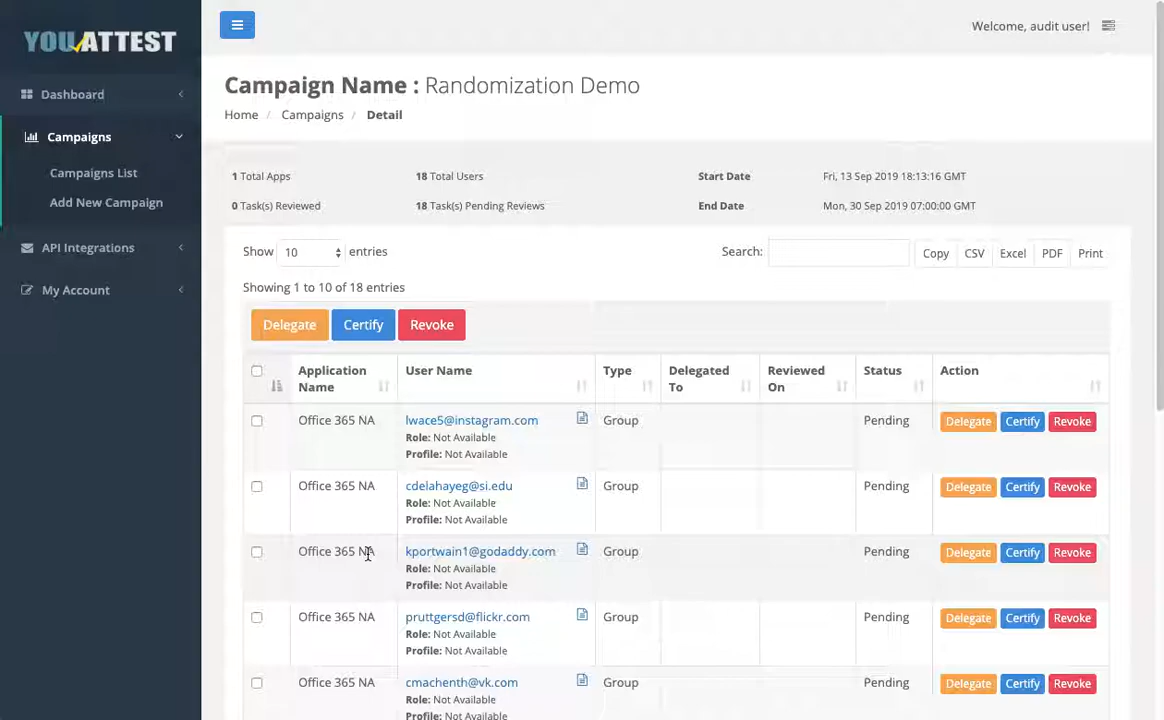 YOUATTEST
Welcome, audit user!
Dashboard
Campaigns
Campaigns List
Add New Campaign
API Integrations
My Account
Campaign Name : Randomization Demo
Home / Campaigns / Detail
1 Total Apps 18 Total Users Start Date Fri, 13 Sep 2019 18:13:16 GMT
0 Task(s) Reviewed 18 Task(s) Pending Reviews End Date Mon, 30 Sep 2019 07:00:00 GMT
Show 10 entries Search: Copy CSV Excel PDF Print
Showing 1 to 10 of 18 entries
Delegate Certify Revoke
Application Name User Name Type Delegated To Reviewed On Status Action
Office 365 NA lwace5@instagram.com Group Pending Delegate Certify Revoke
Role: Not Available
Profile: Not Available
Office 365 NA cdelahayeg@si.edu Group Pending Delegate Certify Revoke
Role: Not Available
Profile: Not Available
Office 365 NA kportwain1@godaddy.com Group Pending Delegate Certify Revoke
Role: Not Available
Profile: Not Available
Office 365 NA pruttgersd@flickr.com Group Pending Delegate Certify Revoke
Role: Not Available
Profile: Not Available
Office 365 NA cmachenth@vk.com Group Pending Delegate Certify Revoke
Role: Not Available
Profile: Not Available